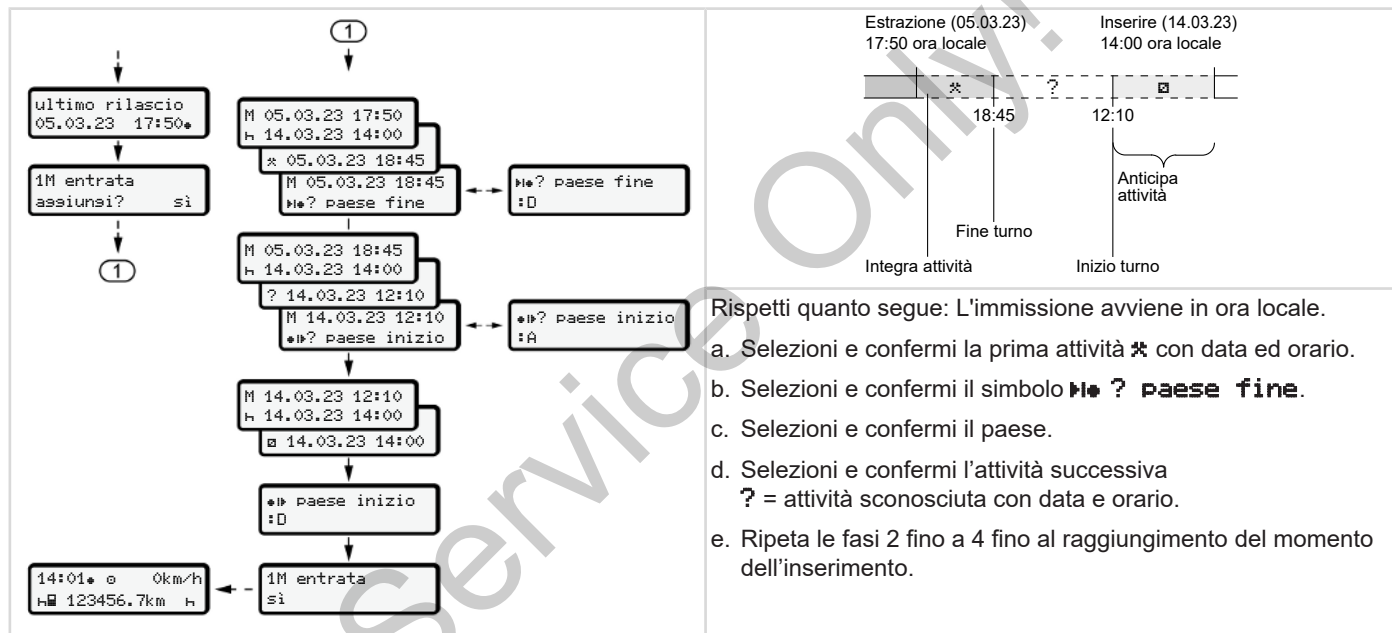 1
ultimo rilascio
05.03.23 17:50
1M entrata
assiunsi? sì
1
M 05.03.23 17:50
14.03.23 14:00
05.03.23 18:45
M 05.03.23 18:45
? paese fine
? paese fine
:D
M 05.03.23 18:45
14.03.23 14:00
? 14.03.23 12:10
M 14.03.23 12:10
? paese inizio
? paese inizio
:A
M 14.03.23 12:10
14.03.23 14:00
14.03.23 14:00
paese inizio
:D
1M entrata
sì
14:01 0km/h
123456.7km
Estrazione (05.03.23)
17:50 ora locale
Inserire (14.03.23)
14:00 ora locale
?
18:45
12:10
Anticipa
attività
Fine turno
Integra attività
Inizio turno
Rispetti quanto segue: L'immissione avviene in ora locale.
a. Selezioni e confermi la prima attività con data ed orario.
b. Selezioni e confermi il simbolo ? paese fine.
c. Selezioni e confermi il paese.
d. Selezioni e confermi l’attività successiva
? = attività sconosciuta con data e orario.
e. Ripeta le fasi 2 fino a 4 fino al raggiungimento del momento
dell’inserimento.
Service Only!